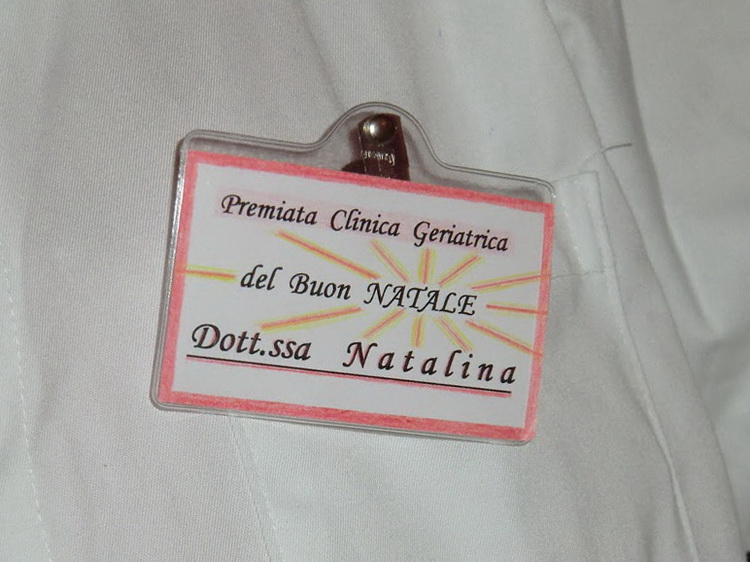 Premiata Clinica Geriatrica
del Buon NATALE
Dott.ssa Natalina